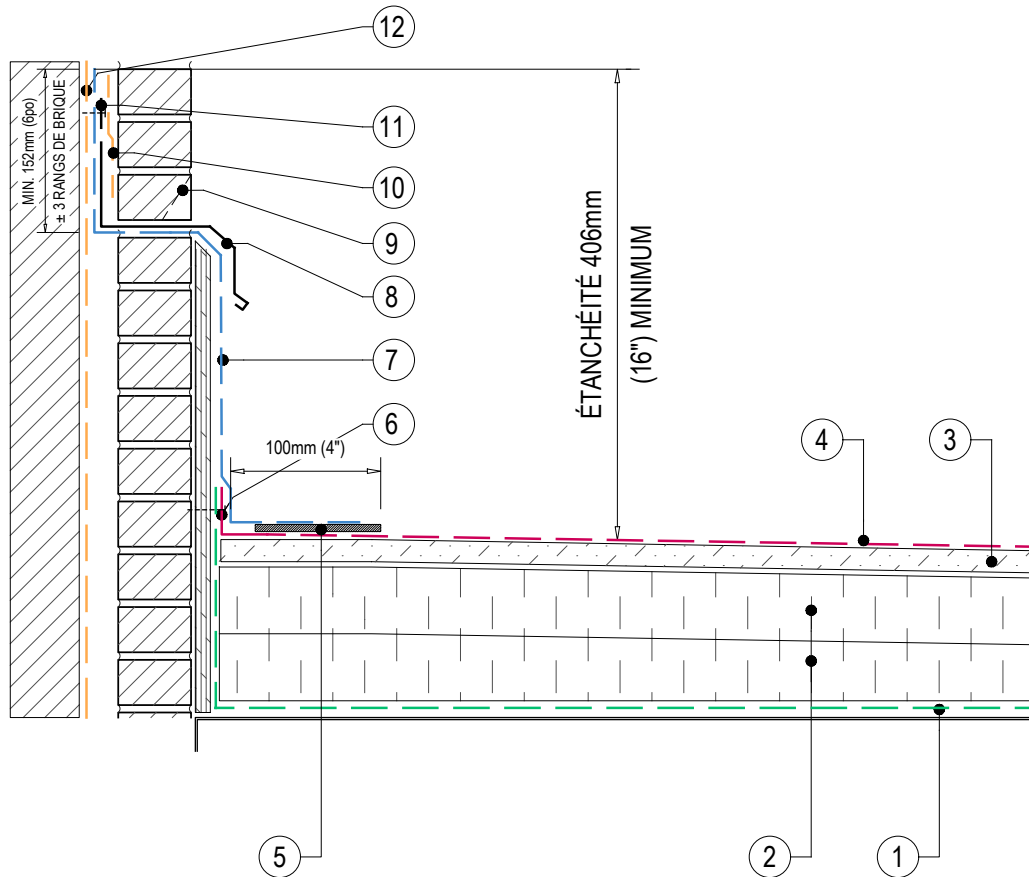 12
11
10
9
8
7
6
MIN. 152mm (6po)
± 3 RANGS DE BRIQUE
ÉTANCHÉITÉ 406mm
(16") MINIMUM
100mm (4")
4
3
5
2
1